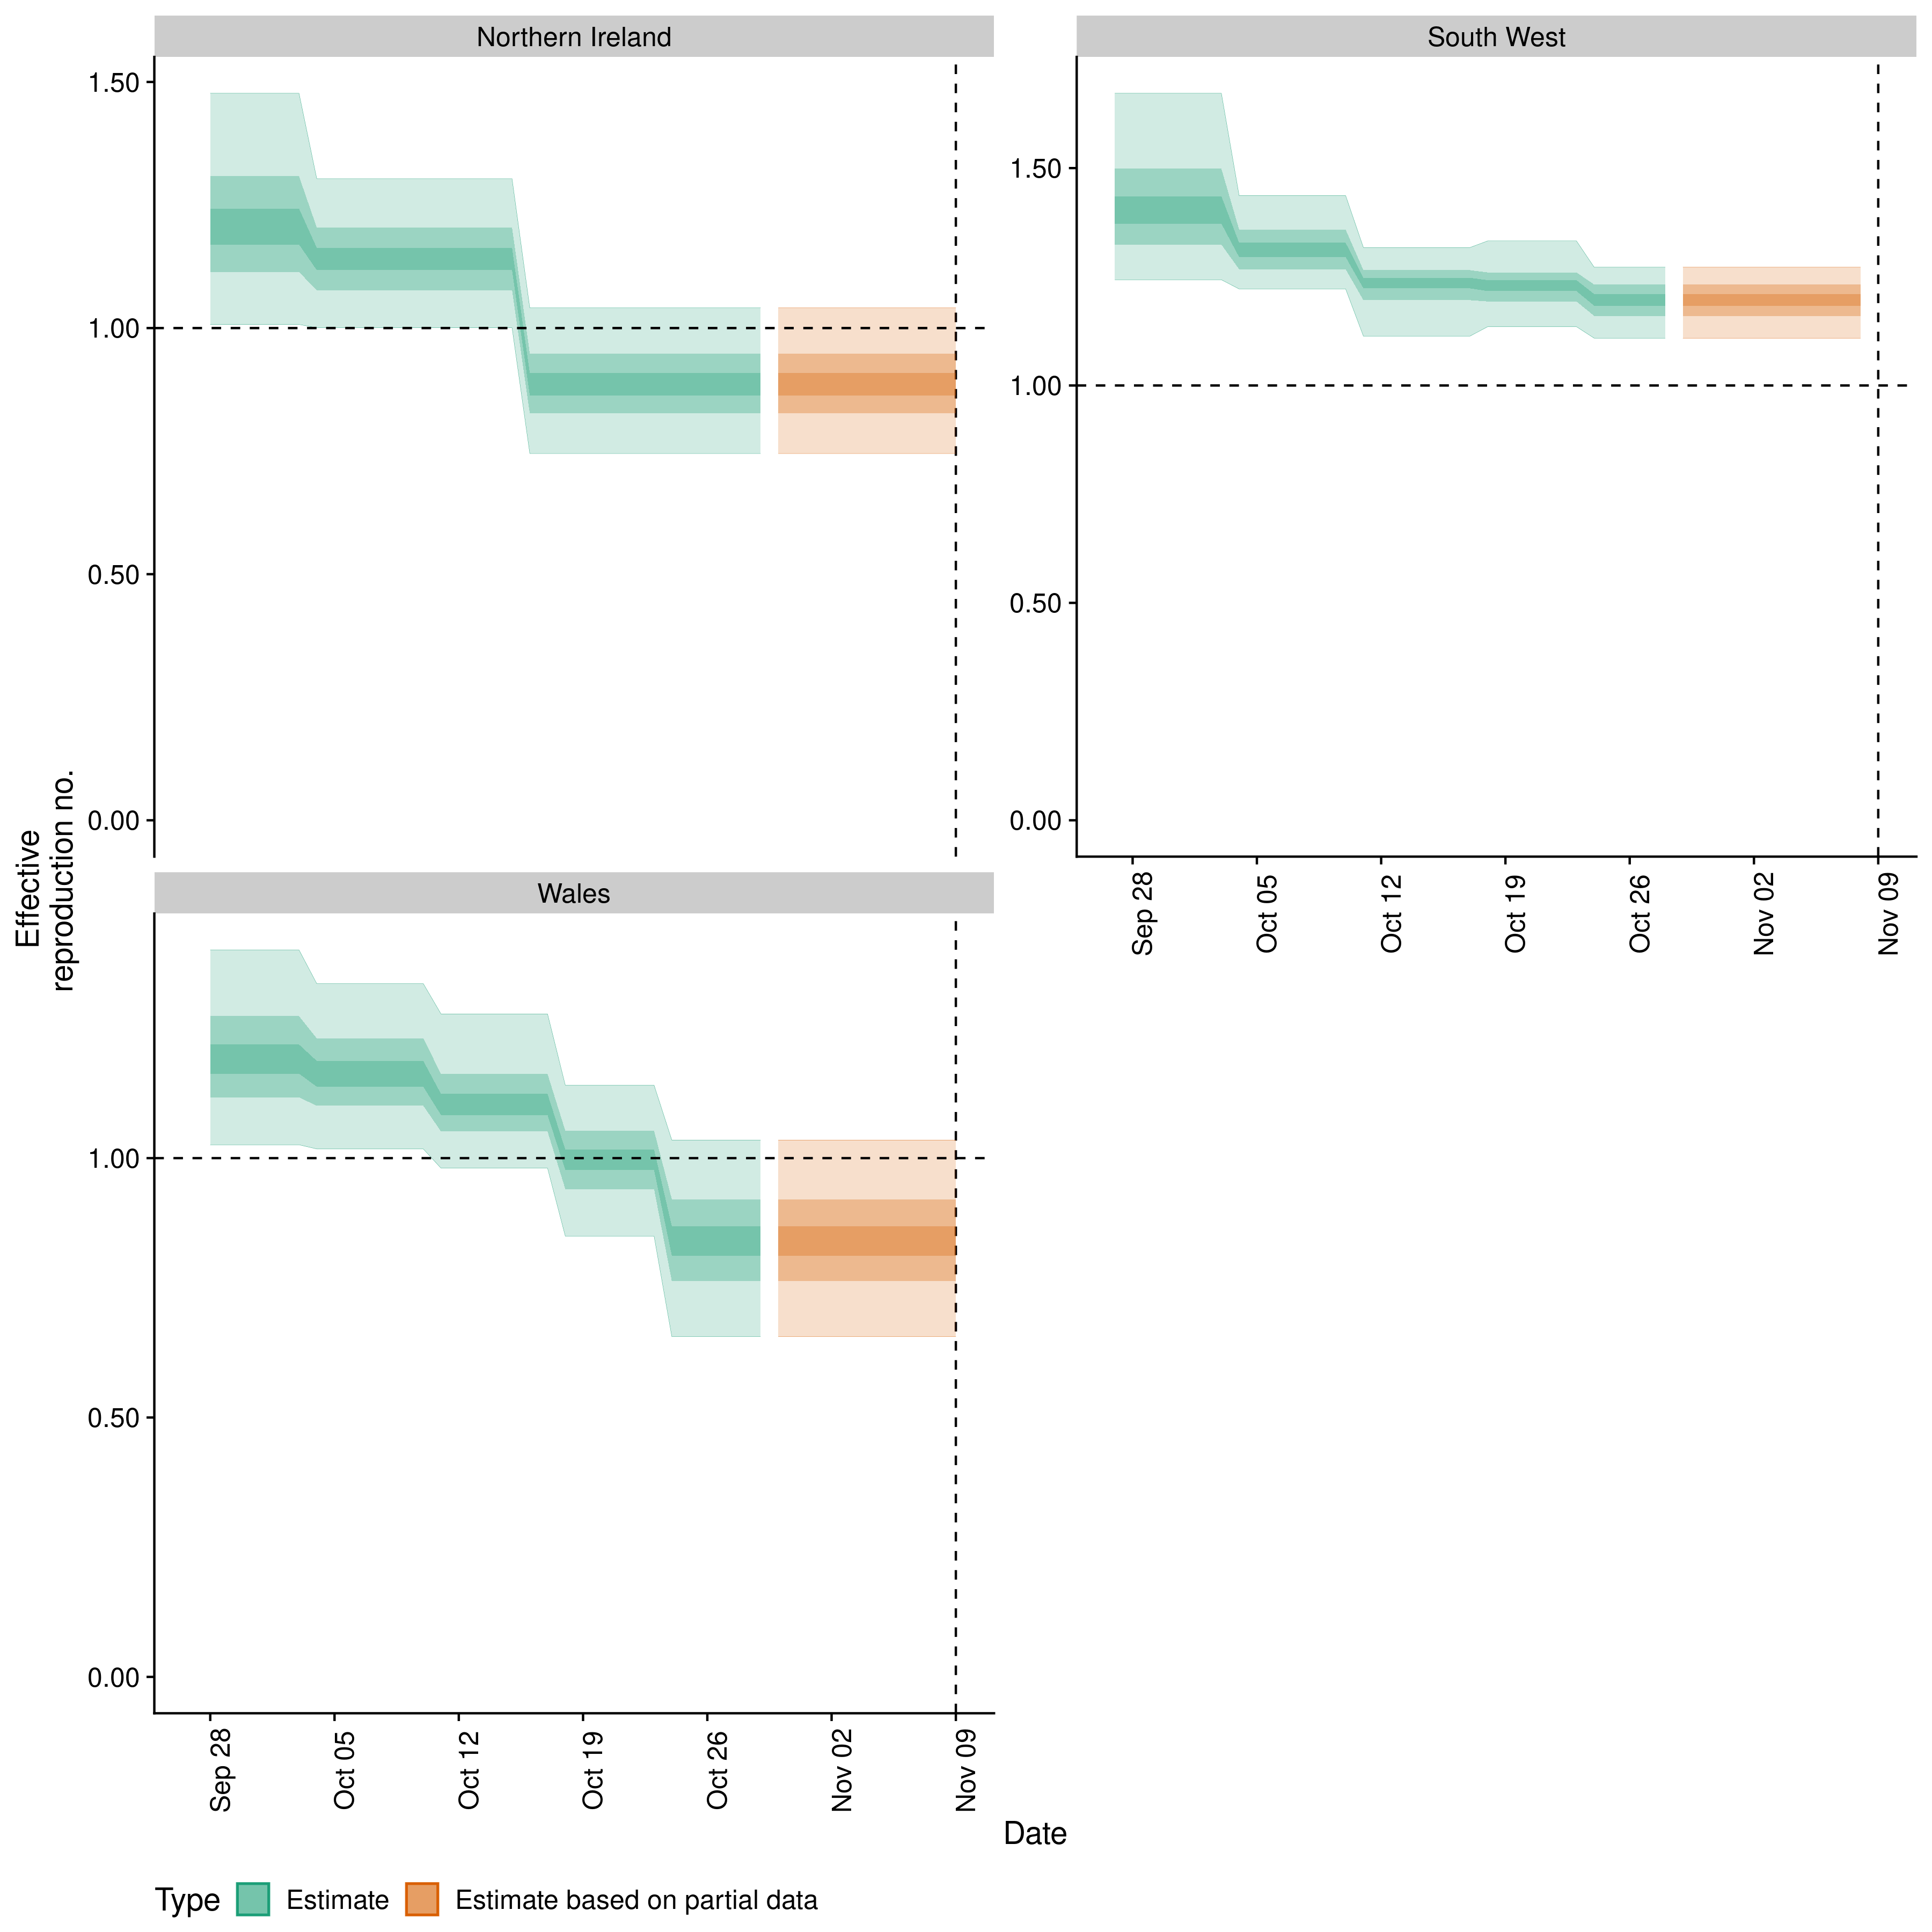 Northern Ireland
1.50
1.00
0.50
0.00
South West
1.50
1.00
0.50
0.00
Sep 28
Oct 05
Oct 12
Oct 19
Oct 26
Nov 02
Nov 09
Effective
reproduction no.
Wales
1.00
0.50
0.00
Sep 28
Oct 05
Oct 12
Oct 19
Oct 26
Nov 02
Nov 09
Date
Type Estimate Estimate based on partial data